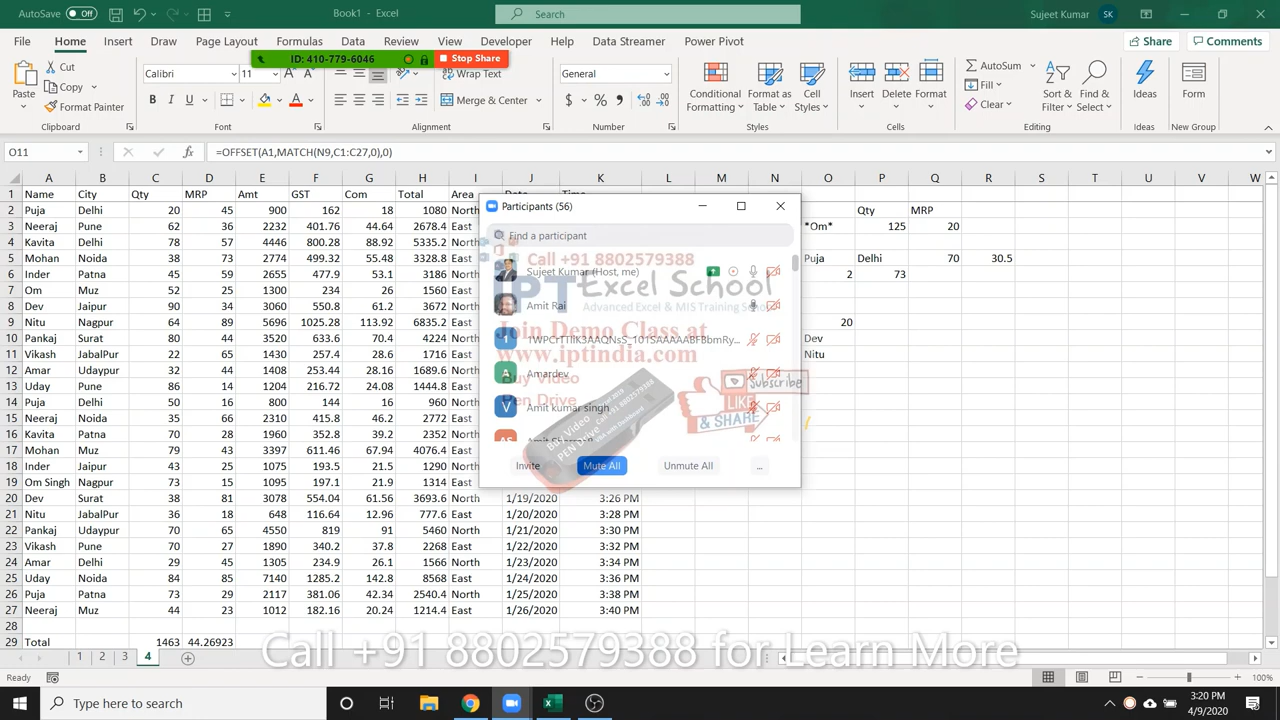 AutoSave Off Book1 - Excel Search Sujeet Kumar SK
File Home Insert Draw Page Layout Formulas Data Review View Developer Help Data Streamer Power Pivot Share Comments
ID: 410-779-6046 Stop Share
Paste Cut Copy Format Painter Clipboard
Calibri 11 B I U Font
Wrap Text Merge & Center Alignment
General $ % Number
Conditional Formatting Format as Table Cell Styles Styles
Insert Delete Format Cells
AutoSum Fill Clear Sort & Filter Find & Select Editing
Ideas Ideas
Form New Group
O11 fx =OFFSET(A1,MATCH(N9,C1:C27,0),0)
A B C D E F G H I J K L M N O P Q R S T U V W
1 Name City Qty MRP Amt GST Com Total Area Date Time
2 Puja Delhi 20 45 900 162 18 1080 North Qty MRP
3 Neeraj Pune 62 36 2232 401.76 44.64 2678.4 East *Om* 125 20
4 Kavita Delhi 78 57 4446 800.28 88.92 5335.2 North
5 Mohan Muz 38 73 2774 499.32 55.48 3328.8 East Puja Delhi 70 30.5
6 Inder Patna 45 59 2655 477.9 53.1 3186 North 2 73
7 Om Muz 52 25 1300 234 26 1560 East
8 Dev Jaipur 90 34 3060 550.8 61.2 3672 North
9 Nitu Nagpur 64 89 5696 1025.28 113.92 6835.2 East 20
10 Pankaj Nagpur 44 80 3520 633.6 70.4 4224 North Dev
11 Vikash JabalPur 22 65 1430 257.4 28.6 1716 East Nitu
12 Amar Udaypur 44 32 1408 253.44 28.16 1689.6 East
13 Uday Pune 86 14 1204 216.72 24.08 1444.8 East
14 Puja Delhi 16 50 800 144 16 960 North
15 Neeraj Noida 35 66 2310 415.8 46.2 2772 East
16 Kavita Patna 70 28 1960 352.8 39.2 2352 East
17 Mohan Muz 79 43 3397 611.46 67.94 4076.4 East
18 Inder Jaipur 43 25 1075 193.5 21.5 1290 North
19 Om Singh Nagpur 73 15 1095 197.1 21.9 1314 North
20 Dev Surat 38 81 3078 554.04 61.56 3693.6 North 1/19/2020 3:26 PM
21 Nitu JabalPur 36 18 648 116.64 12.96 777.6 East 1/20/2020 3:28 PM
22 Pankaj Udaypur 70 65 4550 819 91 5460 North 1/21/2020 3:30 PM
23 Vikash Pune 70 27 1890 340.2 37.8 2268 East 1/22/2020 3:32 PM
24 Amar Delhi 29 45 1305 234.9 26.1 1566 North 1/23/2020 3:34 PM
25 Uday Noida 84 85 7140 1285.2 142.8 8568 East 1/24/2020 3:36 PM
26 Puja Patna 73 29 2117 381.06 42.34 2540.4 North 1/25/2020 3:38 PM
27 Neeraj Muz 44 23 1012 182.16 20.24 1214.4 East 1/26/2020 3:40 PM
28
29 Total 1463 44.26923
Participants (56)
Find a participant
Call +91 8802579388
Sujeet Kumar (Host, me)
IPT Excel School
Advanced Excel & MIS Training
Amit Rai
Join Demo Class at
www.iptindia.com
Amardev
Buy Video
Pen Drive
Amit kumar singh
Subscribe
LIKE
& SHARE
Buy Video
PEN Drive
Call +91 8802579388
Invite Mute All Unmute All ...
Call +91 8802579388 for Learn More
1 2 3 4
Ready 100%
Type here to search
3:20 PM
4/9/2020